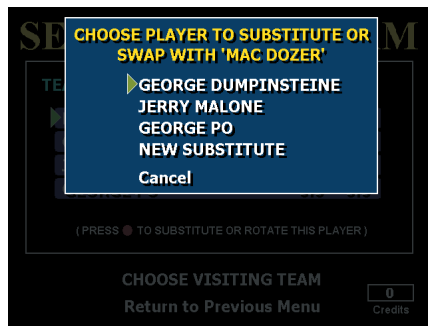 CHOOSE PLAYER TO SUBSTITUTE OR
SWAP WITH 'MAC DOZER'
GEORGE DUMPINSTEINE
JERRY MALONE
GEORGE PO
NEW SUBSTITUTE
Cancel
( PRESS TO SUBSTITUTE OR ROTATE THIS PLAYER )
CHOOSE VISITING TEAM
Return to Previous Menu
0
Credits